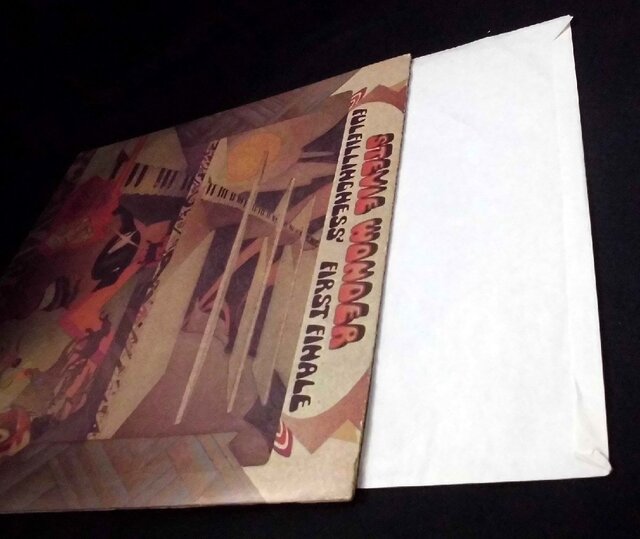 STEVIE WONDER
FULFILLINGNESS' FIRST FINALE